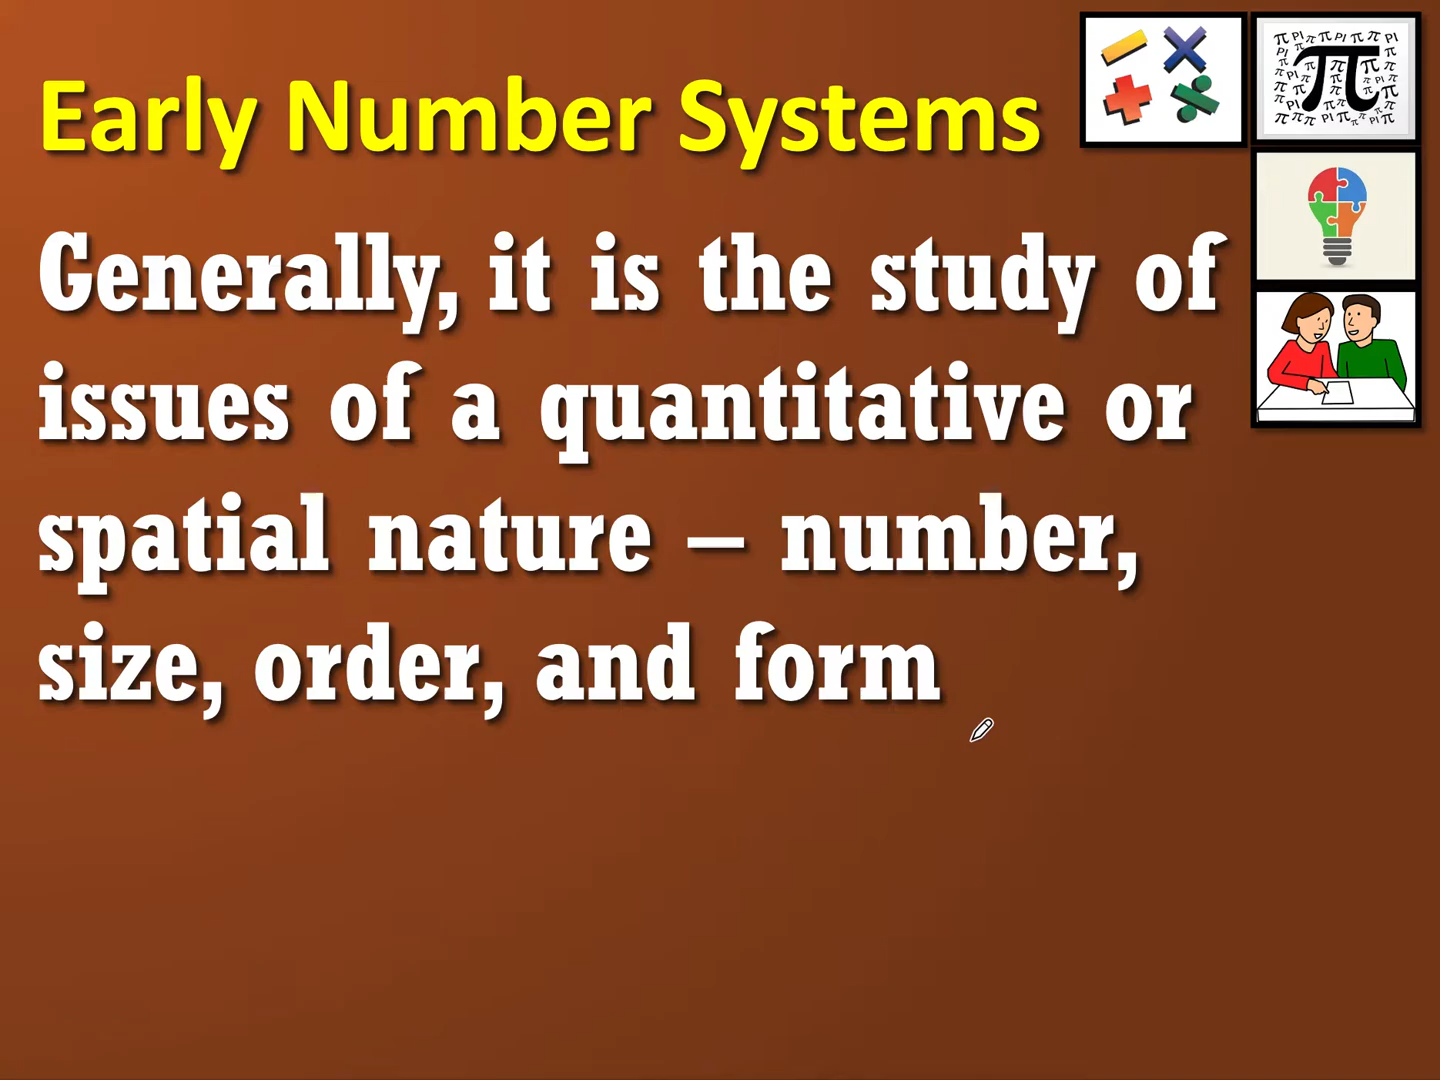 Early Number Systems
Generally, it is the study of
issues of a quantitative or
spatial nature – number,
size, order, and form